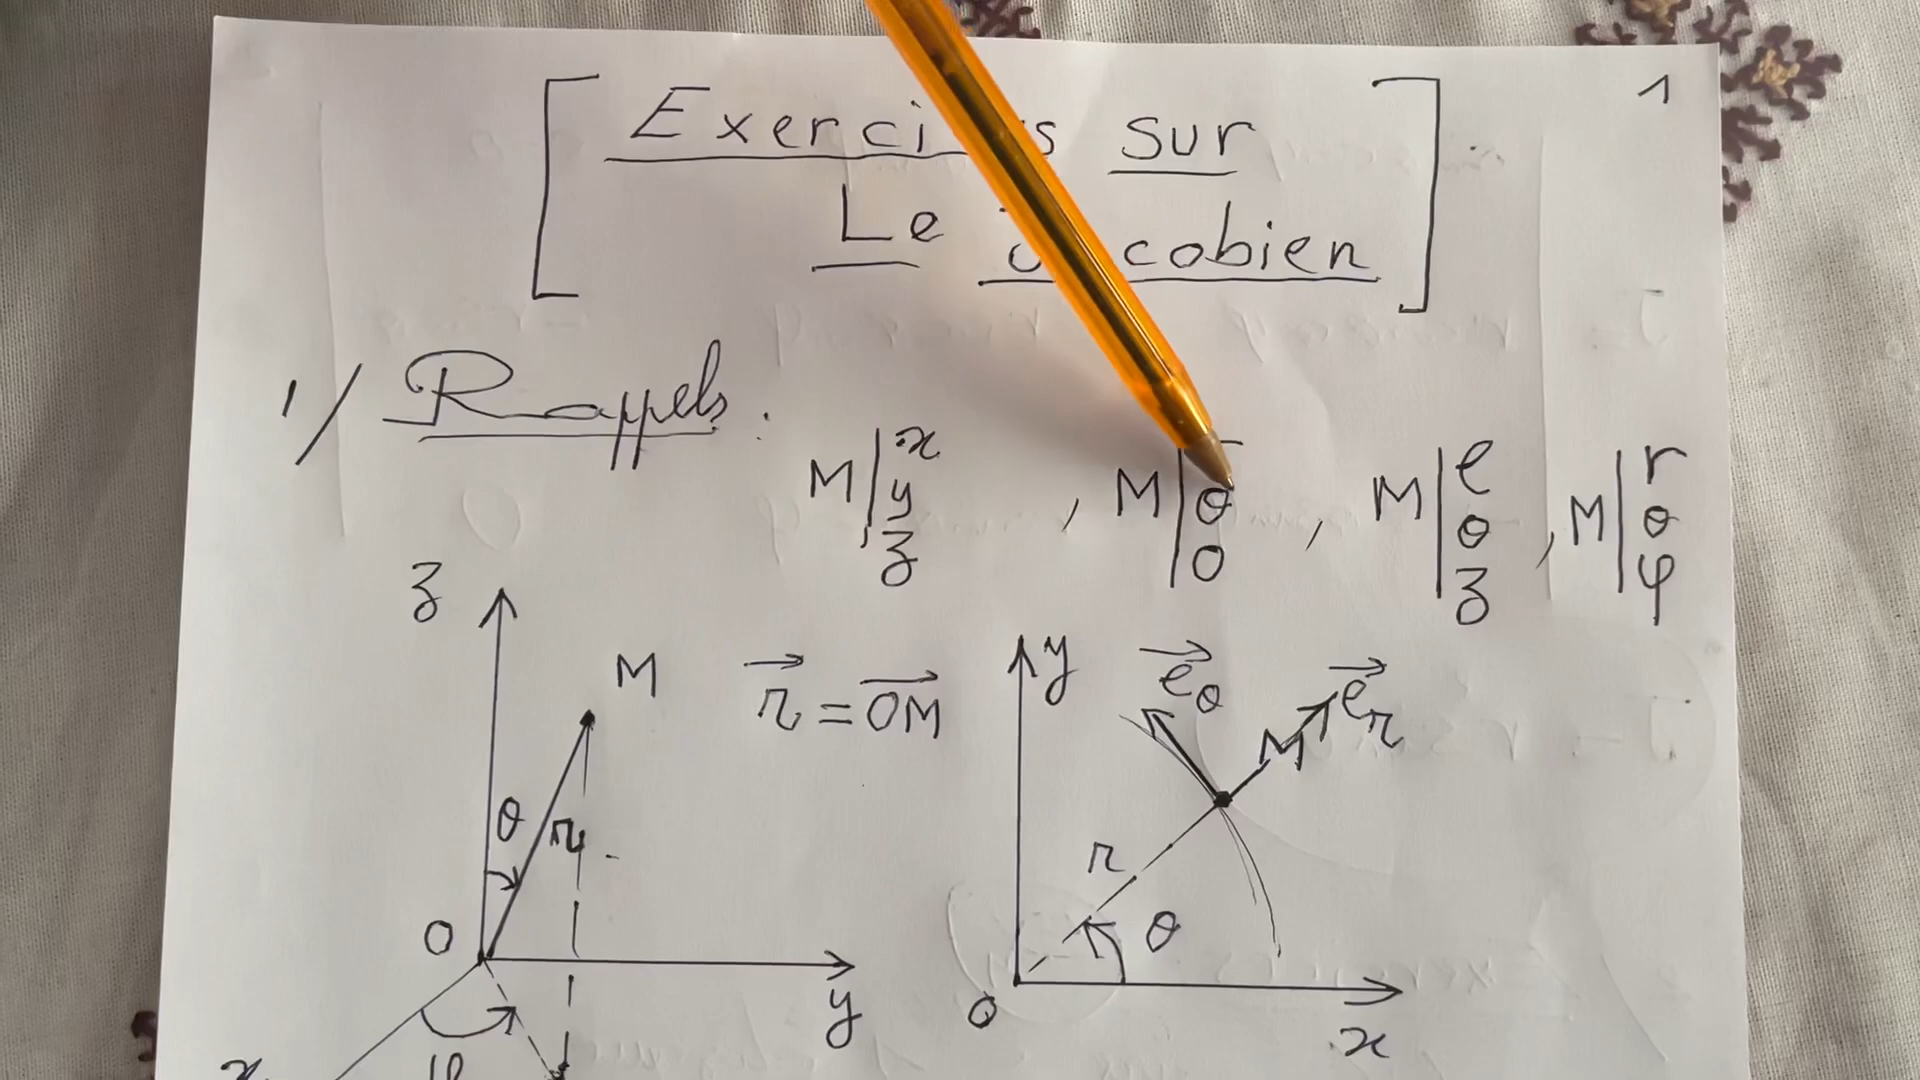 1
Exerci s sur
Le cobien
1/ Rappels :
M | x y z , M | θ 0 , M | ρ θ z , M | r θ φ
z
M
r⃗ = OM⃗
θ
r
O
y
x
φ
y
e⃗θ
M
e⃗r
r
θ
O
x